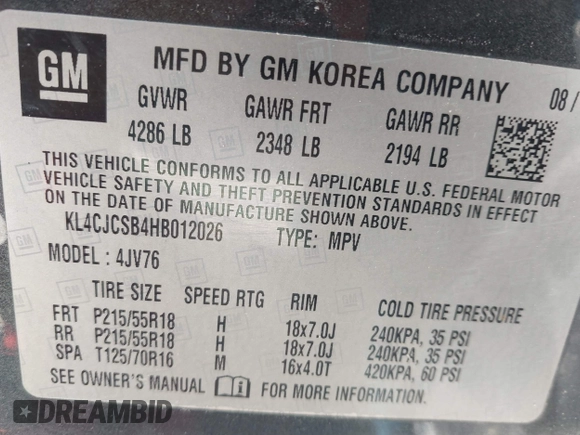 GM
MFD BY GM KOREA COMPANY 08/
GVWR GAWR FRT GAWR RR
4286 LB 2348 LB 2194 LB
THIS VEHICLE CONFORMS TO ALL APPLICABLE U.S. FEDERAL MOTOR
VEHICLE SAFETY AND THEFT PREVENTION STANDARDS IN EFFECT
ON THE DATE OF MANUFACTURE SHOWN ABOVE.
KL4CJCSB4HB012026 TYPE: MPV
MODEL: 4JV76
TIRE SIZE SPEED RTG RIM COLD TIRE PRESSURE
FRT P215/55R18 H 18x7.0J 240KPA, 35 PSI
RR P215/55R18 H 18x7.0J 240KPA, 35 PSI
SPA T125/70R16 M 16x4.0T 420KPA, 60 PSI
SEE OWNER'S MANUAL FOR MORE INFORMATION.
DREAMBID